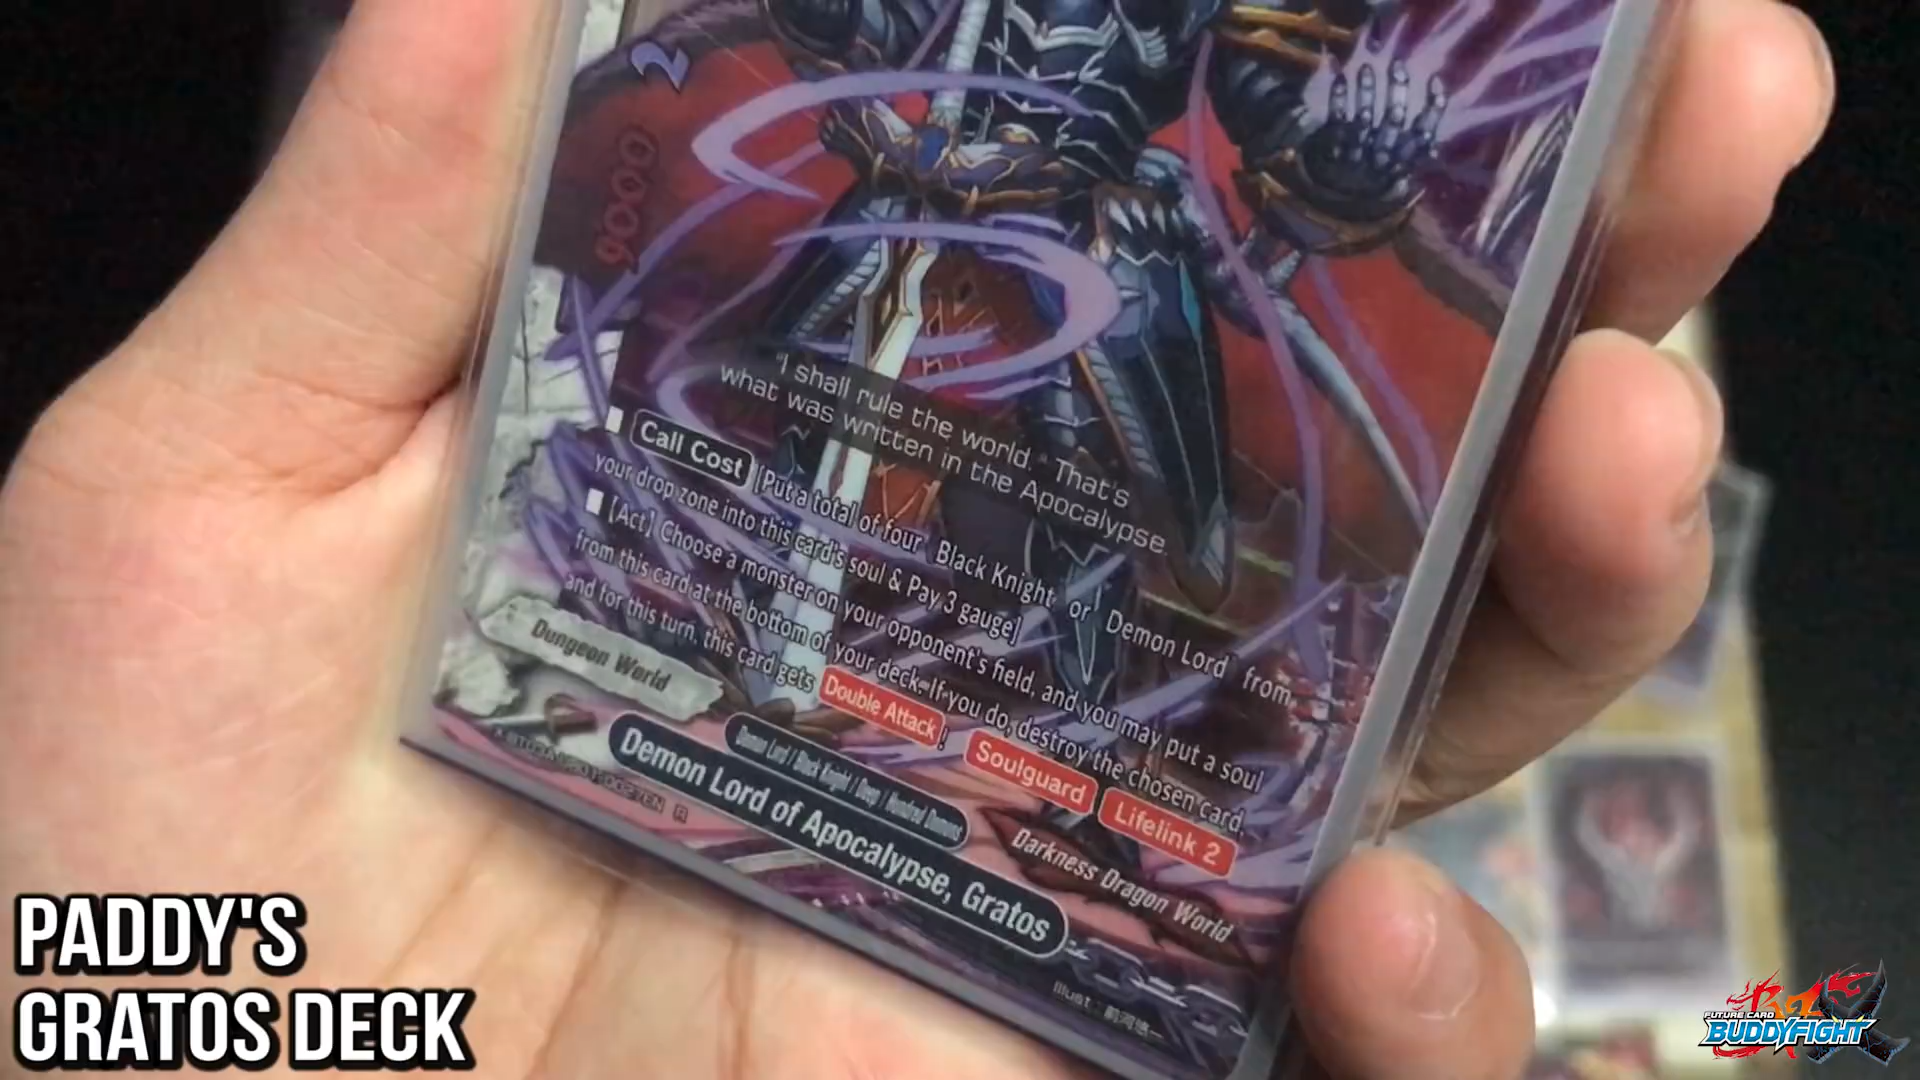 2
9000
"I shall rule the world." That's
what was written in the Apocalypse.
Call Cost [Put a total of four Black Knight or Demon Lord from
your drop zone into this card's soul & Pay 3 gauge]
[Act] Choose a monster on your opponent's field, and you may put a soul
from this card at the bottom of your deck. If you do, destroy the chosen card,
and for this turn, this card gets Double Attack! Soulguard Lifelink 2
Dungeon World
Demon Lord / Black Knight / Deep / Hundred Demons
Darkness Dragon World
Demon Lord of Apocalypse, Gratos
R
Illust.
PADDY'S
GRATOS DECK
FUTURE CARD
BUDDYFIGHT